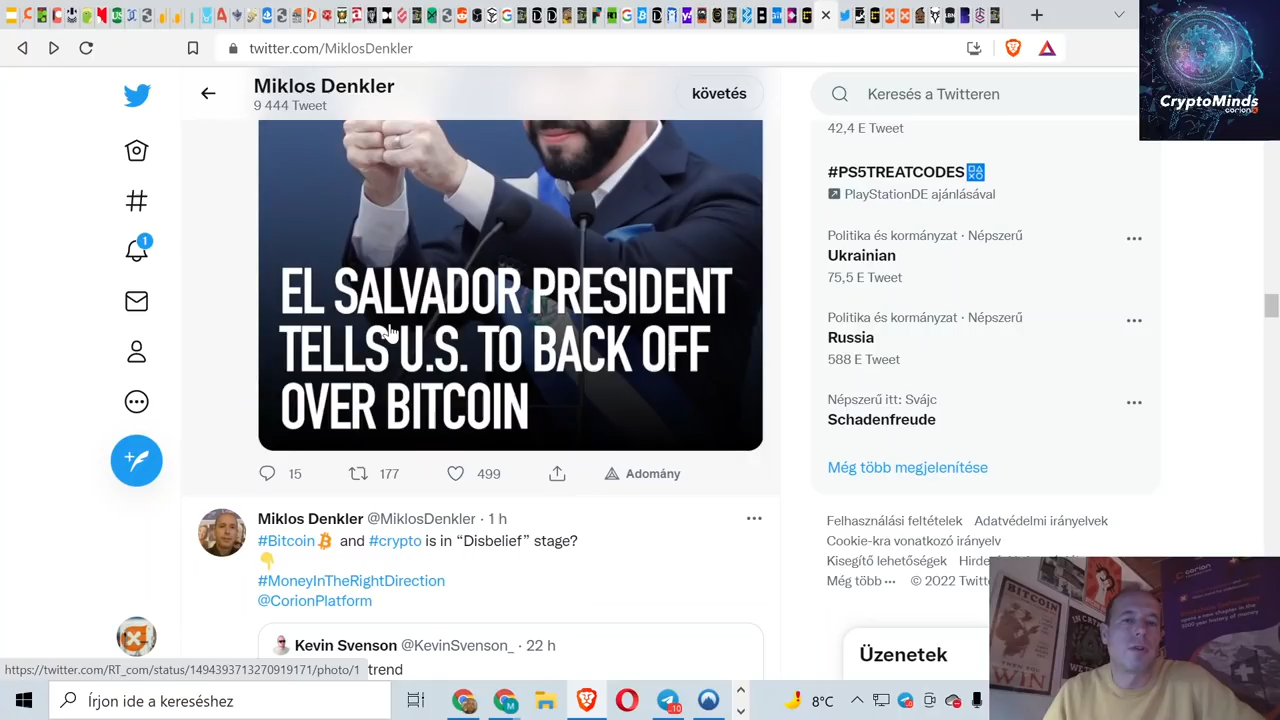 twitter.com/MiklosDenkler
CryptoMinds
corion
Miklos Denkler
9 444 Tweet
követés
Keresés a Twitteren
42,4 E Tweet
#PS5TREATCODES
PlayStationDE ajánlásával
Politika és kormányzat · Népszerű
Ukrainian
75,5 E Tweet
Politika és kormányzat · Népszerű
Russia
588 E Tweet
Népszerű itt: Svájc
Schadenfreude
Még több megjelenítése
EL SALVADOR PRESIDENT
TELLS U.S. TO BACK OFF
OVER BITCOIN
15
177
499
Adomány
1
Miklos Denkler @MiklosDenkler · 1 h
#Bitcoin and #crypto is in “Disbelief” stage?
#MoneyInTheRightDirection
@CorionPlatform
Kevin Svenson @KevinSvenson_ · 22 h
trend
Felhasználási feltételek Adatvédelmi irányelvek
Cookie-kra vonatkozó irányelv
Kisegítő lehetőségek
Még több ··· © 2022
Üzenetek
https://twitter.com/RT_com/status/1494393713270919171/photo/1
BITCOIN
corion
Írjon ide a kereséshez
10
8°C